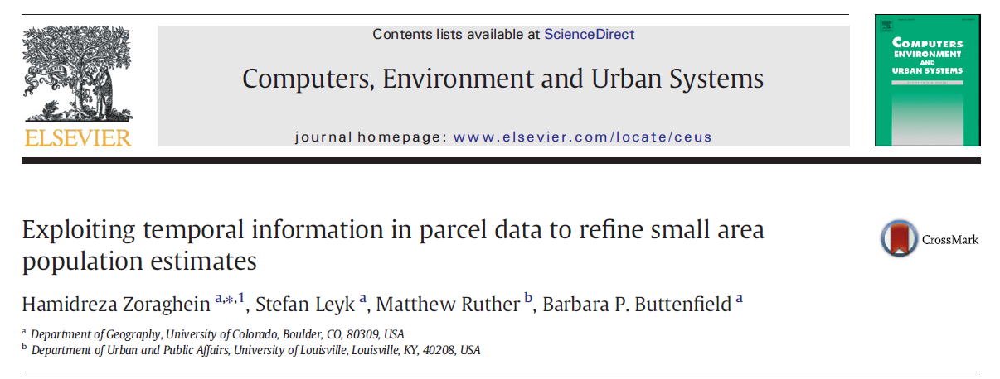 Contents lists available at ScienceDirect
Computers, Environment and Urban Systems
journal homepage: www.elsevier.com/locate/ceus
ELSEVIER
COMPUTERS
ENVIRONMENT
AND
URBAN SYSTEMS
Exploiting temporal information in parcel data to refine small area
population estimates
CrossMark
Hamidreza Zoraghein a,*,1, Stefan Leyk a, Matthew Ruther b, Barbara P. Buttenfield a
a Department of Geography, University of Colorado, Boulder, CO, 80309, USA
b Department of Urban and Public Affairs, University of Louisville, Louisville, KY, 40208, USA